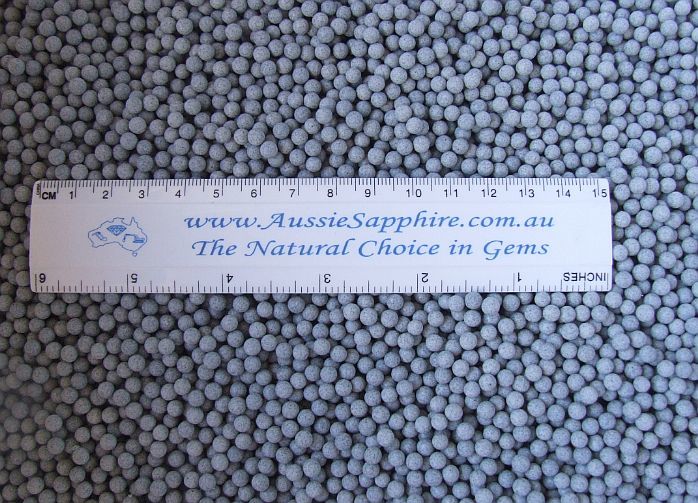 CM 1 2 3 4 5 6 7 8 9 10 11 12 13 14 15
www.AussieSapphire.com.au
The Natural Choice in Gems
6 5 4 3 2 1 INCHES